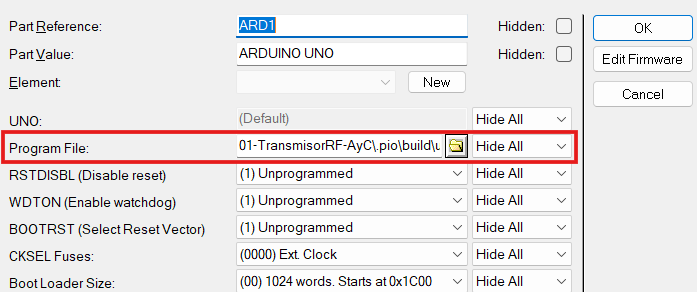 Part Reference: ARD1 Hidden: OK
Part Value: ARDUINO UNO Hidden: Edit Firmware
Element: New Cancel
UNO: (Default) Hide All
Program File: 01-TransmisorRF-AyC\.pio\build\u Hide All
RSTDISBL (Disable reset) (1) Unprogrammed Hide All
WDTON (Enable watchdog) (1) Unprogrammed Hide All
BOOTRST (Select Reset Vector) (1) Unprogrammed Hide All
CKSEL Fuses: (0000) Ext. Clock Hide All
Boot Loader Size: (00) 1024 words. Starts at 0x1C00 Hide All